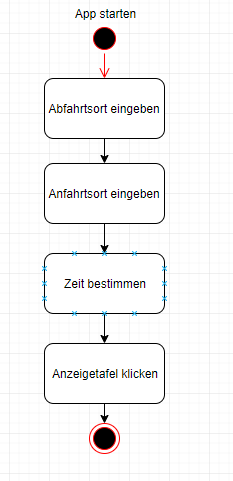 App starten
Abfahrtsort eingeben
Anfahrtsort eingeben
Zeit bestimmen
Anzeigetafel klicken